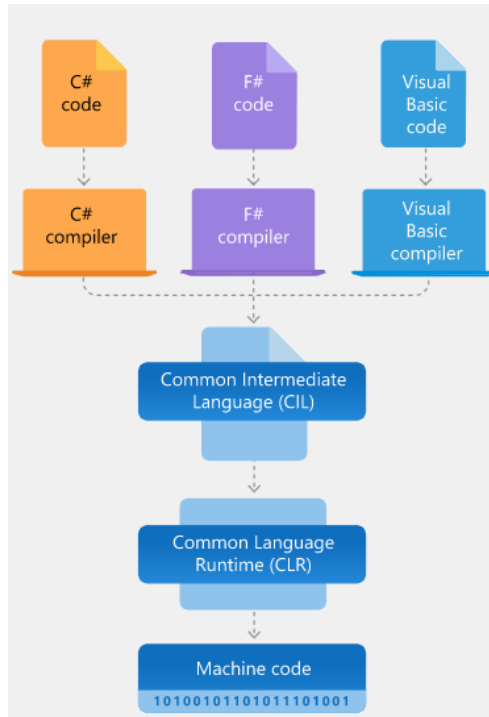 C#
code
F#
code
Visual
Basic
code
C#
compiler
F#
compiler
Visual
Basic
compiler
Common Intermediate
Language (CIL)
Common Language
Runtime (CLR)
Machine code
101001011010111101001